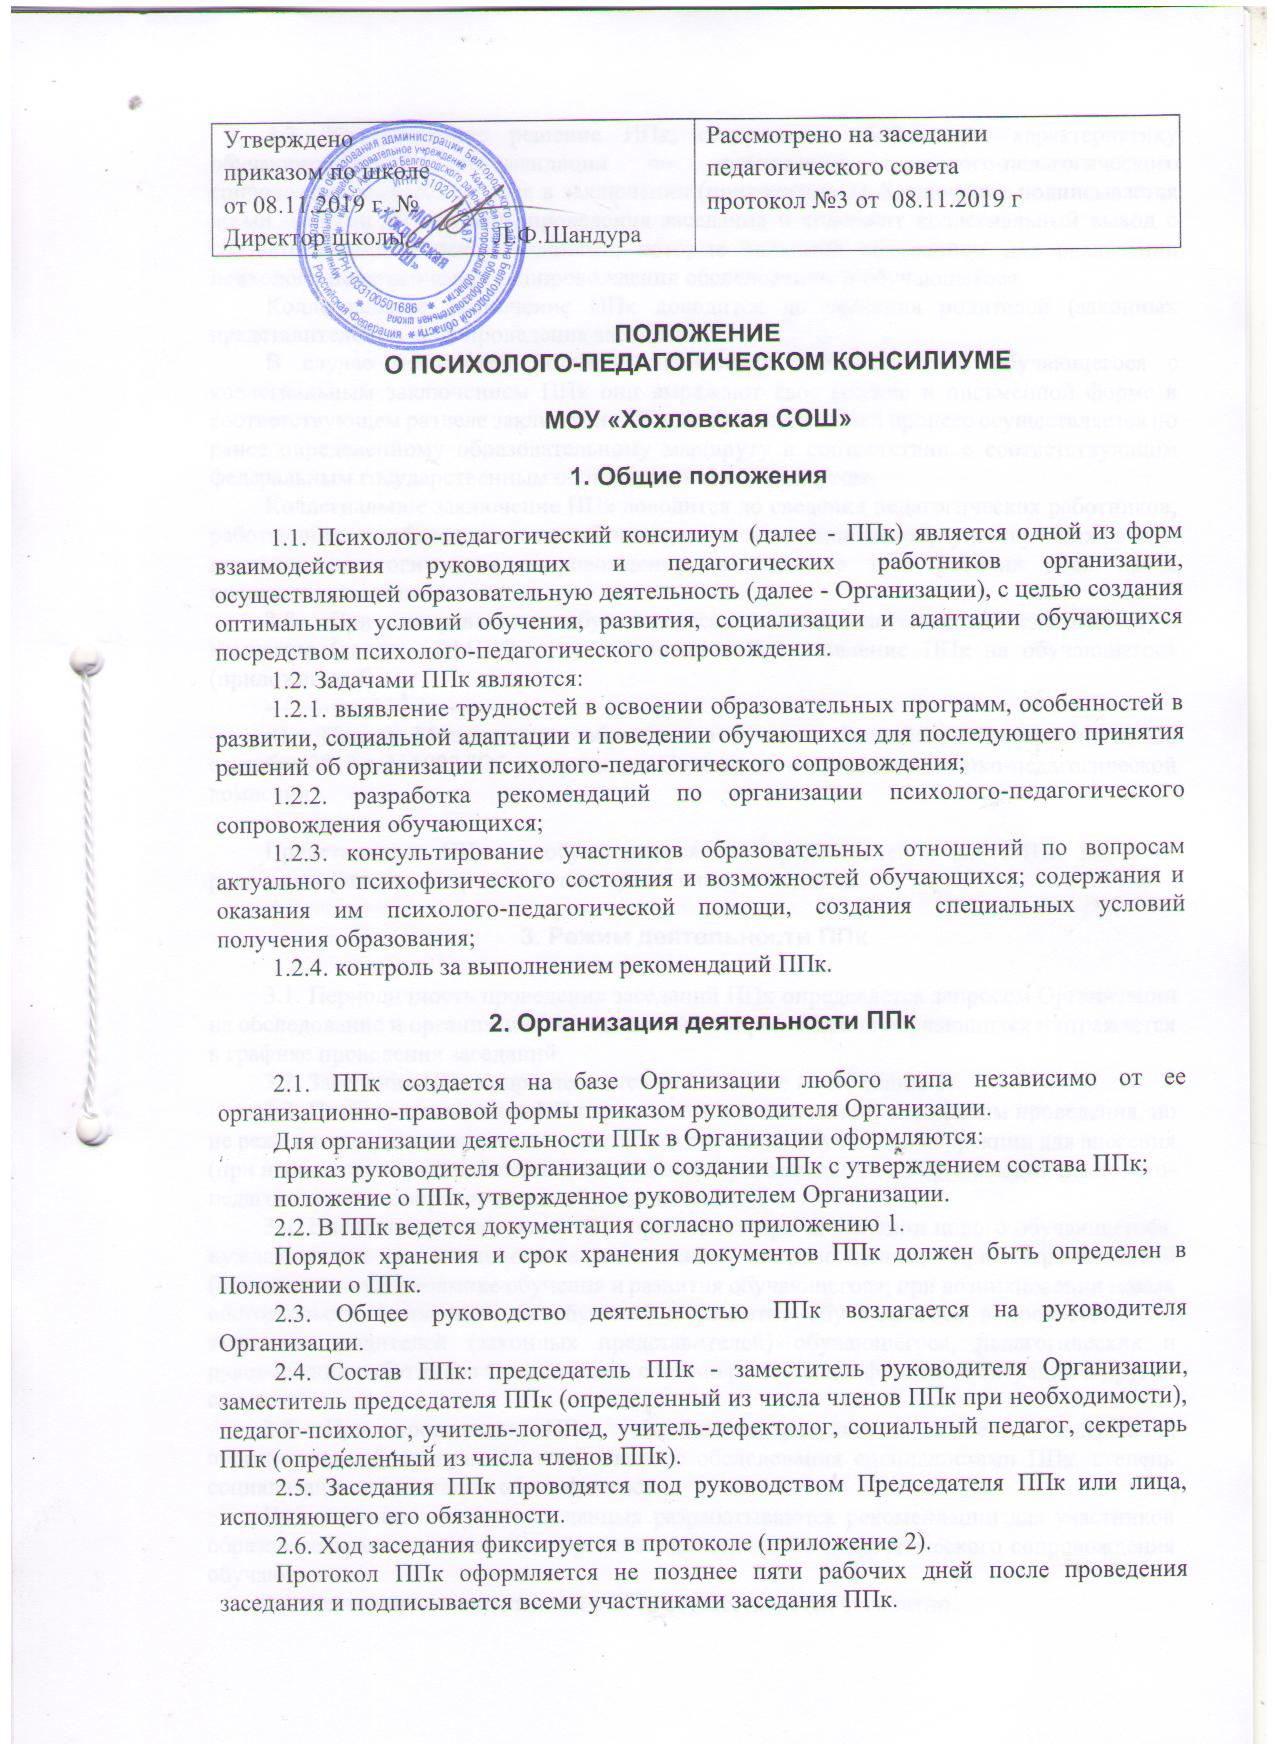 Утверждено
приказом по школе
от 08.11.2019 г. №
Директор школы Л.Ф.Шандура
Рассмотрено на заседании
педагогического совета
протокол №3 от 08.11.2019 г
МОУ
«Хохловская
СОШ»
ОГРН 1033100501686
Российская Федерация
ПОЛОЖЕНИЕ
О ПСИХОЛОГО-ПЕДАГОГИЧЕСКОМ КОНСИЛИУМЕ
МОУ «Хохловская СОШ»
1. Общие положения
1.1. Психолого-педагогический консилиум (далее - ППк) является одной из форм
взаимодействия руководящих и педагогических работников организации,
осуществляющей образовательную деятельность (далее - Организации), с целью создания
оптимальных условий обучения, развития, социализации и адаптации обучающихся
посредством психолого-педагогического сопровождения.
1.2. Задачами ППк являются:
1.2.1. выявление трудностей в освоении образовательных программ, особенностей в
развитии, социальной адаптации и поведении обучающихся для последующего принятия
решений об организации психолого-педагогического сопровождения;
1.2.2. разработка рекомендаций по организации психолого-педагогического
сопровождения обучающихся;
1.2.3. консультирование участников образовательных отношений по вопросам
актуального психофизического состояния и возможностей обучающихся; содержания и
оказания им психолого-педагогической помощи, создания специальных условий
получения образования;
1.2.4. контроль за выполнением рекомендаций ППк.
2. Организация деятельности ППк
2.1. ППк создается на базе Организации любого типа независимо от ее
организационно-правовой формы приказом руководителя Организации.
Для организации деятельности ППк в Организации оформляются:
приказ руководителя Организации о создании ППк с утверждением состава ППк;
положение о ППк, утвержденное руководителем Организации.
2.2. В ППк ведется документация согласно приложению 1.
Порядок хранения и срок хранения документов ППк должен быть определен в
Положении о ППк.
2.3. Общее руководство деятельностью ППк возлагается на руководителя
Организации.
2.4. Состав ППк: председатель ППк - заместитель руководителя Организации,
заместитель председателя ППк (определенный из числа членов ППк при необходимости),
педагог-психолог, учитель-логопед, учитель-дефектолог, социальный педагог, секретарь
ППк (определенный из числа членов ППк).
2.5. Заседания ППк проводятся под руководством Председателя ППк или лица,
исполняющего его обязанности.
2.6. Ход заседания фиксируется в протоколе (приложение 2).
Протокол ППк оформляется не позднее пяти рабочих дней после проведения
заседания и подписывается всеми участниками заседания ППк.